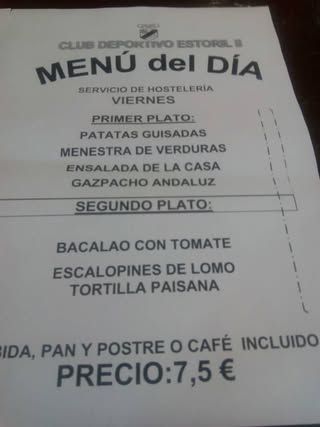 CLUB DEPORTIVO ESTORIL II
MENÚ del DÍA
SERVICIO DE HOSTELERÍA
VIERNES
PRIMER PLATO:
PATATAS GUISADAS
MENESTRA DE VERDURAS
ENSALADA DE LA CASA
GAZPACHO ANDALUZ
SEGUNDO PLATO:
BACALAO CON TOMATE
ESCALOPINES DE LOMO
TORTILLA PAISANA
BIDA, PAN Y POSTRE O CAFÉ INCLUIDO
PRECIO:7,5 €